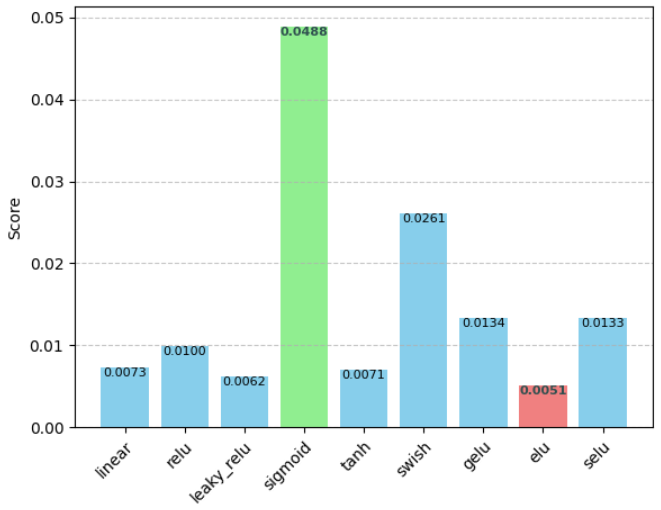 0.05
0.04
0.03
0.02
0.01
0.00
Score
0.0073
0.0100
0.0062
0.0488
0.0071
0.0261
0.0134
0.0051
0.0133
linear
relu
leaky_relu
sigmoid
tanh
swish
gelu
elu
selu